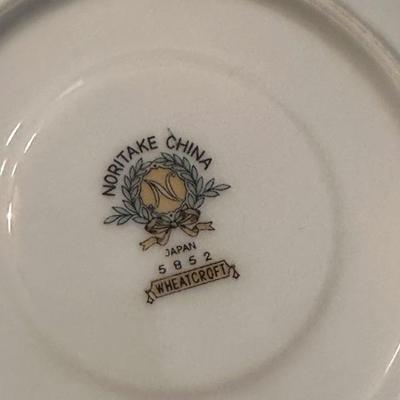 NORITAKE CHINA
N
JAPAN
5852
WHEATCROFT